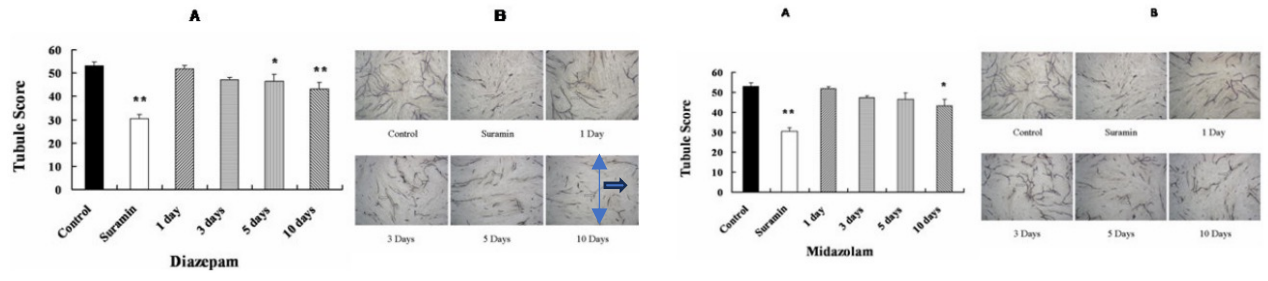 A
B
60
50
40
30
20
10
0
Tubule Score
**
*
**
Control
Suramin
1 day
3 days
5 days
10 days
Diazepam
Control
Suramin
1 Day
3 Days
5 Days
10 Days
A
B
60
50
40
30
20
10
0
Tubule Score
**
*
Control
Suramin
1 day
3 days
5 days
10 days
Midazolam
Control
Suramin
1 Day
3 Days
5 Days
10 Days